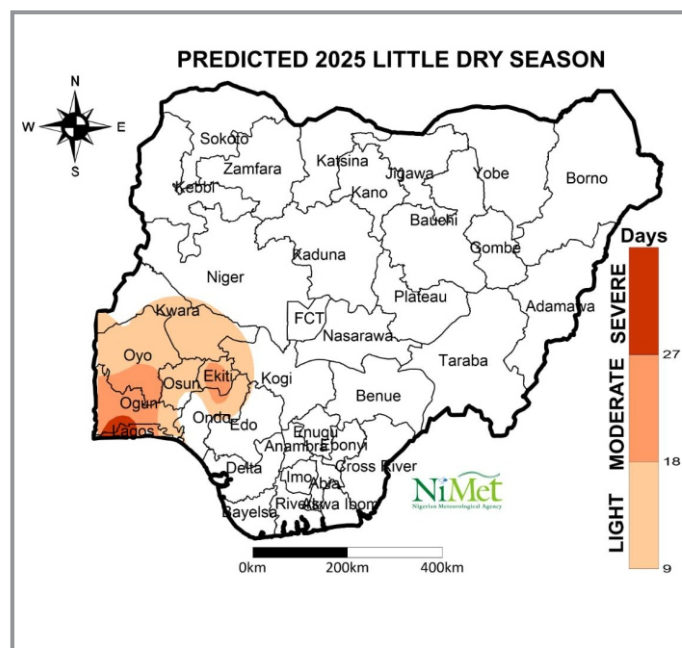 PREDICTED 2025 LITTLE DRY SEASON
N
W E
S
Sokoto
Katsina
Zamfara
Jigawa
Yobe
Borno
Kebbi
Kano
Bauchi
Gombe
Days
Kaduna
Niger
Plateau
Adamawa
SEVERE
Kwara
FCT
Nasarawa
27
Oyo
Taraba
Ekiti
Kogi
Osun
Benue
MODERATE
Ogun
Ondo
Edo
Lagos
Enugu
Anambra
Ebonyi
18
Delta
Imo
Abia
Cross River
NiMet
Nigerian Meteorological Agency
LIGHT
Bayelsa
Rivers
Akwa Ibom
9
0km 200km 400km